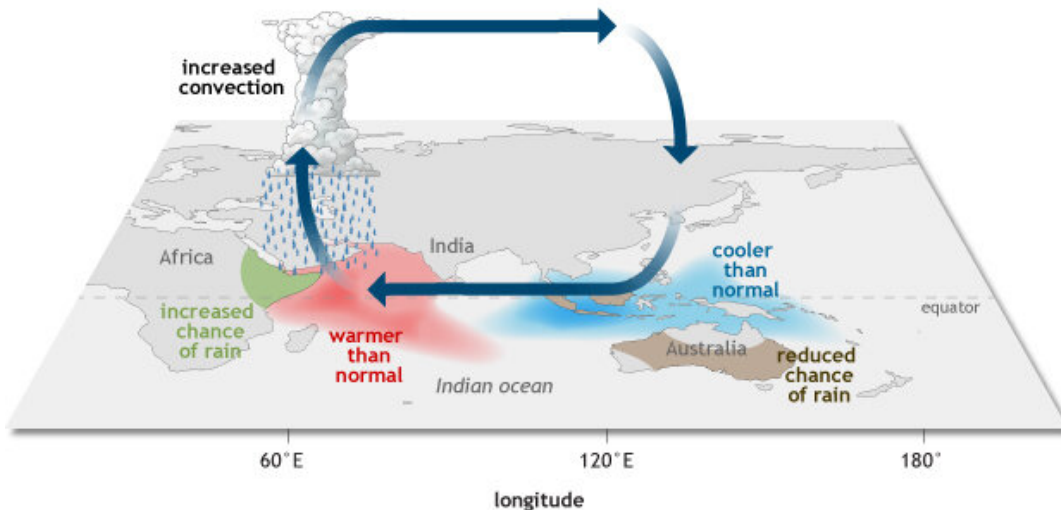 increased
convection
Africa
India
cooler
than
normal
increased
chance
of rain
equator
warmer
than
normal
Australia
reduced
chance
of rain
Indian ocean
60°E
120°E
180°
longitude